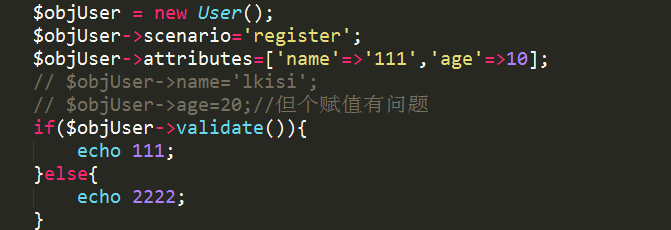 $objUser = new User();
$objUser->scenario='register';
$objUser->attributes=['name'=>'111','age'=>10];
// $objUser->name='lkisi';
// $objUser->age=20;//但个赋值有问题
if($objUser->validate()){
    echo 111;
}else{
    echo 2222;
}